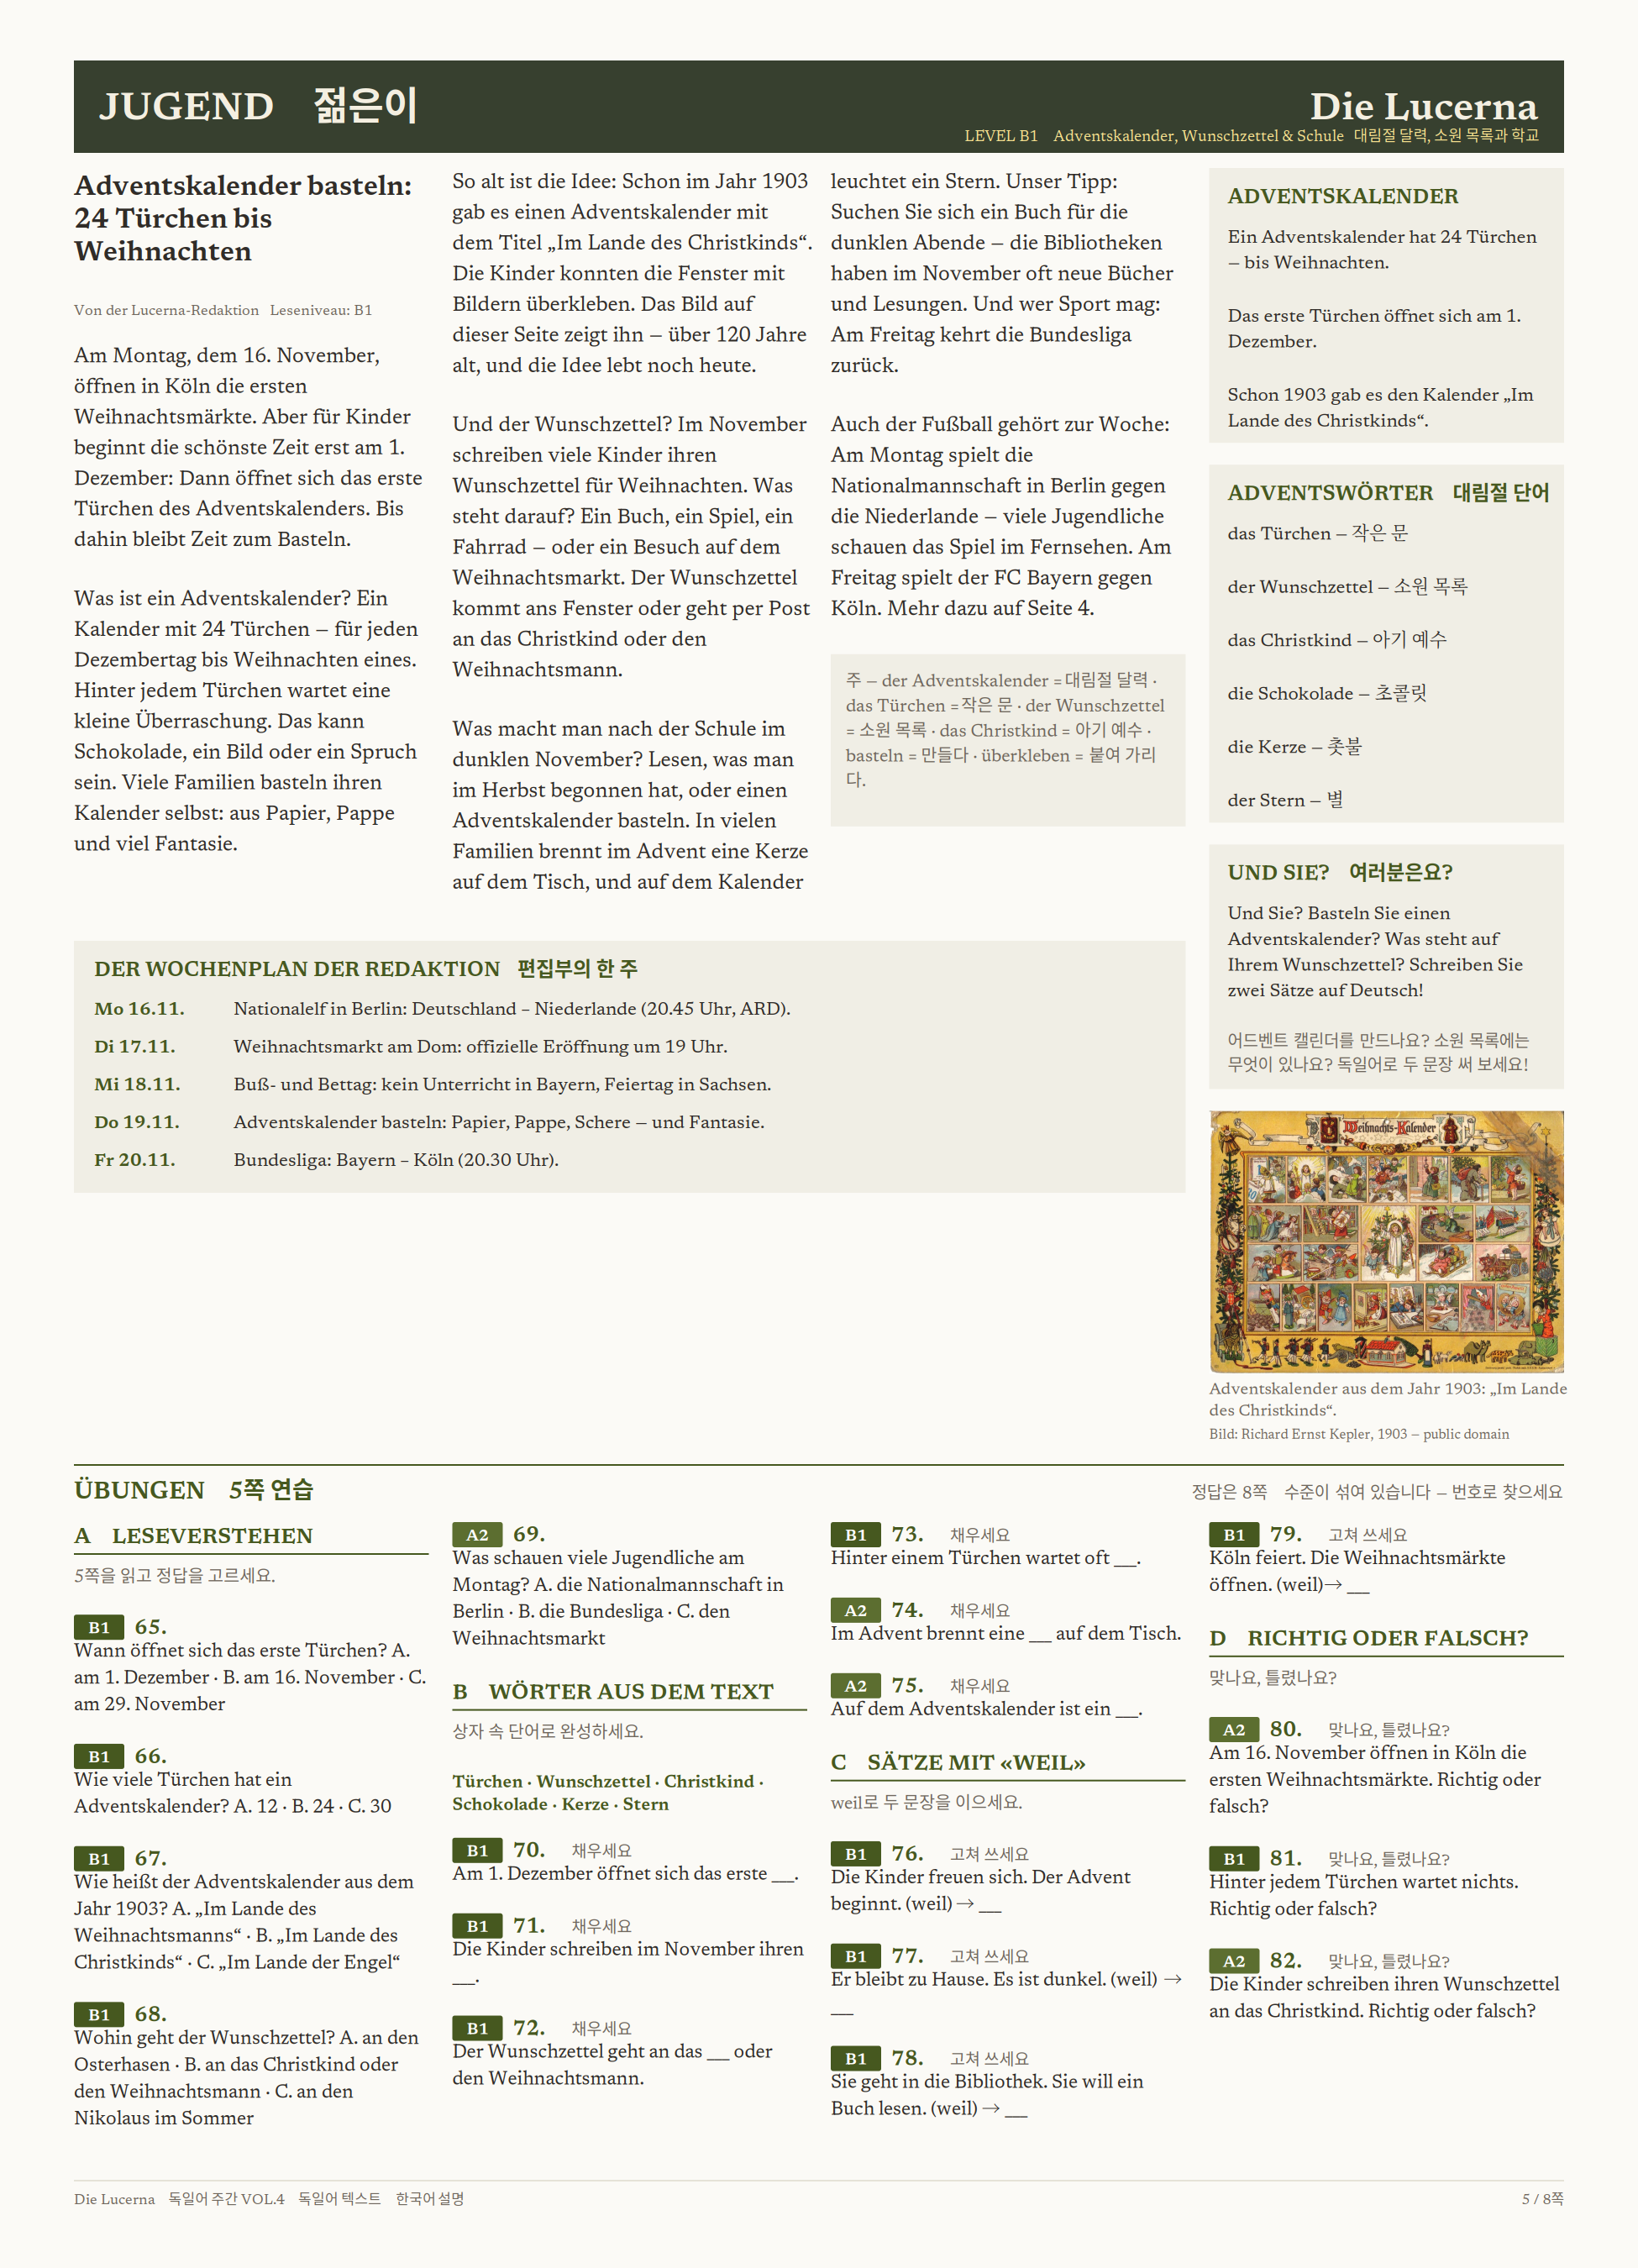 JUGEND 젊은이
Die Lucerna
LEVEL B1 Adventskalender, Wunschzettel & Schule 대림절 달력, 소원 목록과 학교
Adventskalender basteln:
24 Türchen bis
Weihnachten
Von der Lucerna-Redaktion Leseniveau: B1
Am Montag, dem 16. November,
öffnen in Köln die ersten
Weihnachtsmärkte. Aber für Kinder
beginnt die schönste Zeit erst am 1.
Dezember: Dann öffnet sich das erste
Türchen des Adventskalenders. Bis
dahin bleibt Zeit zum Basteln.
Was ist ein Adventskalender? Ein
Kalender mit 24 Türchen – für jeden
Dezembertag bis Weihnachten eines.
Hinter jedem Türchen wartet eine
kleine Überraschung. Das kann
Schokolade, ein Bild oder ein Spruch
sein. Viele Familien basteln ihren
Kalender selbst: aus Papier, Pappe
und viel Fantasie.
So alt ist die Idee: Schon im Jahr 1903
gab es einen Adventskalender mit
dem Titel „Im Lande des Christkinds“.
Die Kinder konnten die Fenster mit
Bildern überkleben. Das Bild auf
dieser Seite zeigt ihn – über 120 Jahre
alt, und die Idee lebt noch heute.
Und der Wunschzettel? Im November
schreiben viele Kinder ihren
Wunschzettel für Weihnachten. Was
steht darauf? Ein Buch, ein Spiel, ein
Fahrrad – oder ein Besuch auf dem
Weihnachtsmarkt. Der Wunschzettel
kommt ans Fenster oder geht per Post
an das Christkind oder den
Weihnachtsmann.
Was macht man nach der Schule im
dunklen November? Lesen, was man
im Herbst begonnen hat, oder einen
Adventskalender basteln. In vielen
Familien brennt im Advent eine Kerze
auf dem Tisch, und auf dem Kalender
leuchtet ein Stern. Unser Tipp:
Suchen Sie sich ein Buch für die
dunklen Abende – die Bibliotheken
haben im November oft neue Bücher
und Lesungen. Und wer Sport mag:
Am Freitag kehrt die Bundesliga
zurück.
Auch der Fußball gehört zur Woche:
Am Montag spielt die
Nationalmannschaft in Berlin gegen
die Niederlande – viele Jugendliche
schauen das Spiel im Fernsehen. Am
Freitag spielt der FC Bayern gegen
Köln. Mehr dazu auf Seite 4.
주 – der Adventskalender = 대림절 달력 ·
das Türchen = 작은 문 · der Wunschzettel
= 소원 목록 · das Christkind = 아기 예수 ·
basteln = 만들다 · überkleben = 붙여 가리
다.
ADVENTSKALENDER
Ein Adventskalender hat 24 Türchen
– bis Weihnachten.
Das erste Türchen öffnet sich am 1.
Dezember.
Schon 1903 gab es den Kalender „Im
Lande des Christkinds“.
ADVENTSWÖRTER 대림절 단어
das Türchen – 작은 문
der Wunschzettel – 소원 목록
das Christkind – 아기 예수
die Schokolade – 초콜릿
die Kerze – 촛불
der Stern – 별
UND SIE? 여러분은요?
Und Sie? Basteln Sie einen
Adventskalender? Was steht auf
Ihrem Wunschzettel? Schreiben Sie
zwei Sätze auf Deutsch!
어드벤트 캘린더를 만드나요? 소원 목록에는
무엇이 있나요? 독일어로 두 문장 써 보세요!
DER WOCHENPLAN DER REDAKTION 편집부의 한 주
Mo 16.11. Nationalelf in Berlin: Deutschland – Niederlande (20.45 Uhr, ARD).
Di 17.11. Weihnachtsmarkt am Dom: offizielle Eröffnung um 19 Uhr.
Mi 18.11. Buß- und Bettag: kein Unterricht in Bayern, Feiertag in Sachsen.
Do 19.11. Adventskalender basteln: Papier, Pappe, Schere – und Fantasie.
Fr 20.11. Bundesliga: Bayern – Köln (20.30 Uhr).
Weihnachts-Kalender
Adventskalender aus dem Jahr 1903: „Im Lande
des Christkinds“.
Bild: Richard Ernst Kepler, 1903 – public domain
ÜBUNGEN 5쪽 연습
정답은 8쪽 수준이 섞여 있습니다 – 번호로 찾으세요
A LESEVERSTEHEN
5쪽을 읽고 정답을 고르세요.
B1 65.
Wann öffnet sich das erste Türchen? A.
am 1. Dezember · B. am 16. November · C.
am 29. November
B1 66.
Wie viele Türchen hat ein
Adventskalender? A. 12 · B. 24 · C. 30
B1 67.
Wie heißt der Adventskalender aus dem
Jahr 1903? A. „Im Lande des
Weihnachtsmanns“ · B. „Im Lande des
Christkinds“ · C. „Im Lande der Engel“
B1 68.
Wohin geht der Wunschzettel? A. an den
Osterhasen · B. an das Christkind oder
den Weihnachtsmann · C. an den
Nikolaus im Sommer
A2 69.
Was schauen viele Jugendliche am
Montag? A. die Nationalmannschaft in
Berlin · B. die Bundesliga · C. den
Weihnachtsmarkt
B WÖRTER AUS DEM TEXT
상자 속 단어로 완성하세요.
Türchen · Wunschzettel · Christkind ·
Schokolade · Kerze · Stern
B1 70. 채우세요
Am 1. Dezember öffnet sich das erste ___.
B1 71. 채우세요
Die Kinder schreiben im November ihren
___.
B1 72. 채우세요
Der Wunschzettel geht an das ___ oder
den Weihnachtsmann.
B1 73. 채우세요
Hinter einem Türchen wartet oft ___.
A2 74. 채우세요
Im Advent brennt eine ___ auf dem Tisch.
A2 75. 채우세요
Auf dem Adventskalender ist ein ___.
C SÄTZE MIT «WEIL»
weil로 두 문장을 이으세요.
B1 76. 고쳐 쓰세요
Die Kinder freuen sich. Der Advent
beginnt. (weil) → ___
B1 77. 고쳐 쓰세요
Er bleibt zu Hause. Es ist dunkel. (weil) →
___
B1 78. 고쳐 쓰세요
Sie geht in die Bibliothek. Sie will ein
Buch lesen. (weil) → ___
B1 79. 고쳐 쓰세요
Köln feiert. Die Weihnachtsmärkte
öffnen. (weil)→ ___
D RICHTIG ODER FALSCH?
맞나요, 틀렸나요?
A2 80. 맞나요, 틀렸나요?
Am 16. November öffnen in Köln die
ersten Weihnachtsmärkte. Richtig oder
falsch?
B1 81. 맞나요, 틀렸나요?
Hinter jedem Türchen wartet nichts.
Richtig oder falsch?
A2 82. 맞나요, 틀렸나요?
Die Kinder schreiben ihren Wunschzettel
an das Christkind. Richtig oder falsch?
Die Lucerna 독일어 주간 VOL.4 독일어 텍스트 한국어 설명
5 / 8쪽